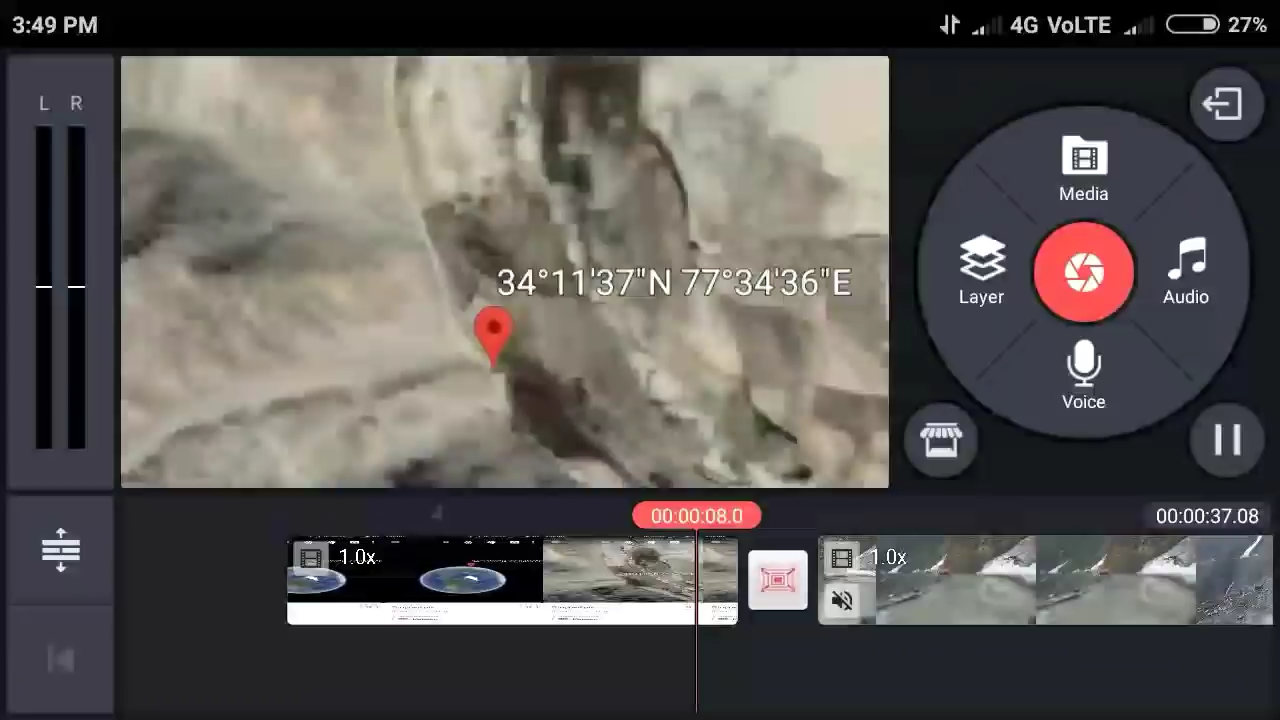 3:49 PM
4G VoLTE
27%
L R
34°11'37"N 77°34'36"E
Media
Layer
Audio
Voice
4
00:00:08.0
00:00:37.08
1.0x
1.0x